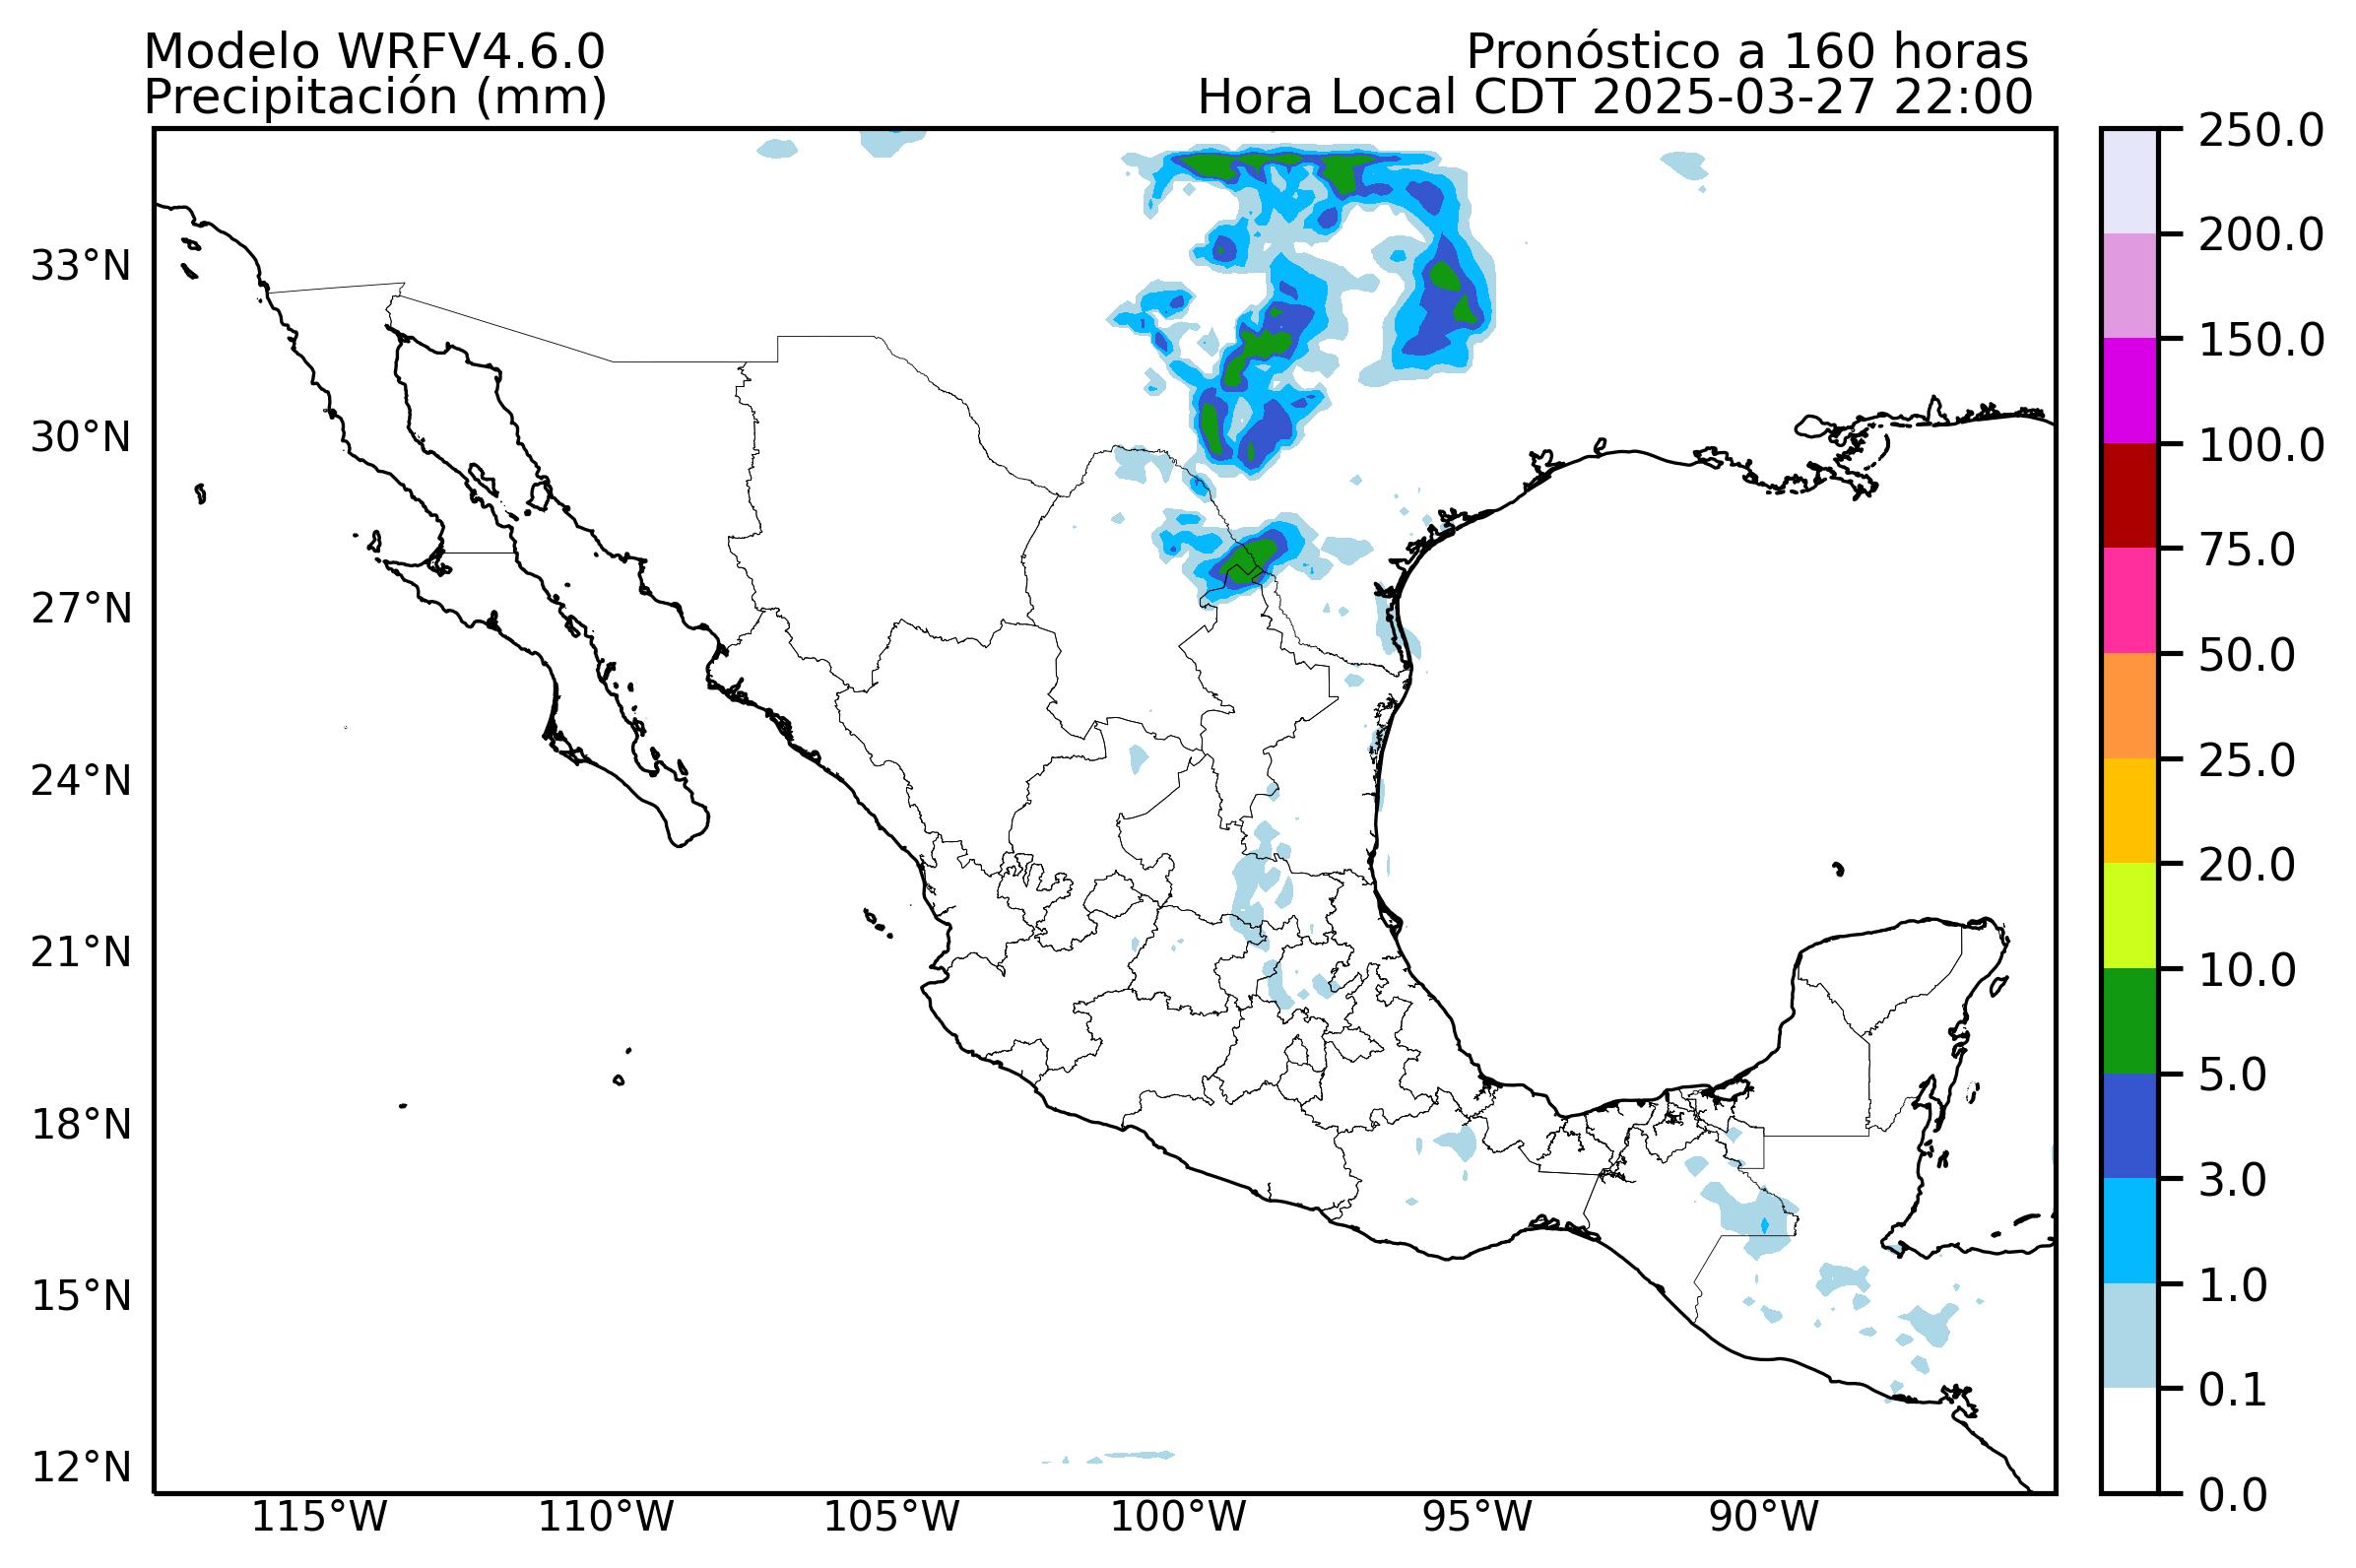 Modelo WRFV4.6.0
Pronóstico a 160 horas
Precipitación (mm)
Hora Local CDT 2025-03-27 22:00
33°N
30°N
27°N
24°N
21°N
18°N
15°N
12°N
115°W
110°W
105°W
100°W
95°W
90°W
250.0
200.0
150.0
100.0
75.0
50.0
25.0
20.0
10.0
5.0
3.0
1.0
0.1
0.0